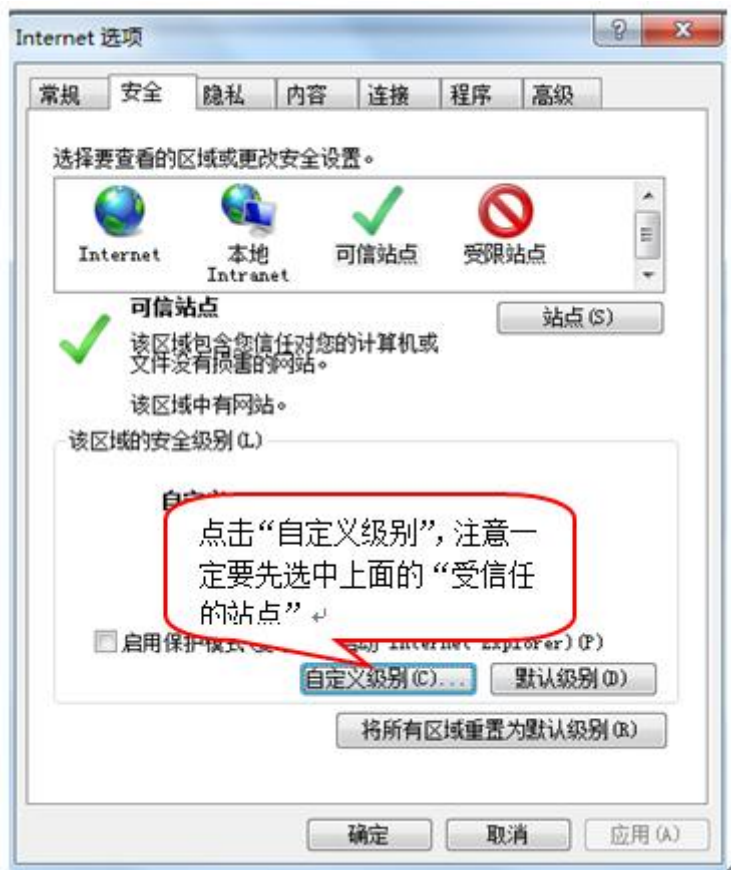 Internet 选项
常规 安全 隐私 内容 连接 程序 高级
选择要查看的区域或更改安全设置。
Internet 本地 Intranet 可信站点 受限站点
可信站点
站点(S)
该区域包含您信任对您的计算机或
文件没有损害的网站。
该区域中有网站。
该区域的安全级别(L)
点击“自定义级别”，注意一
定要先选中上面的“受信任
的站点”
启用保护模式 Internet Explorer)(P)
自定义级别(C)... 默认级别(D)
将所有区域重置为默认级别(R)
确定 取消 应用(A)